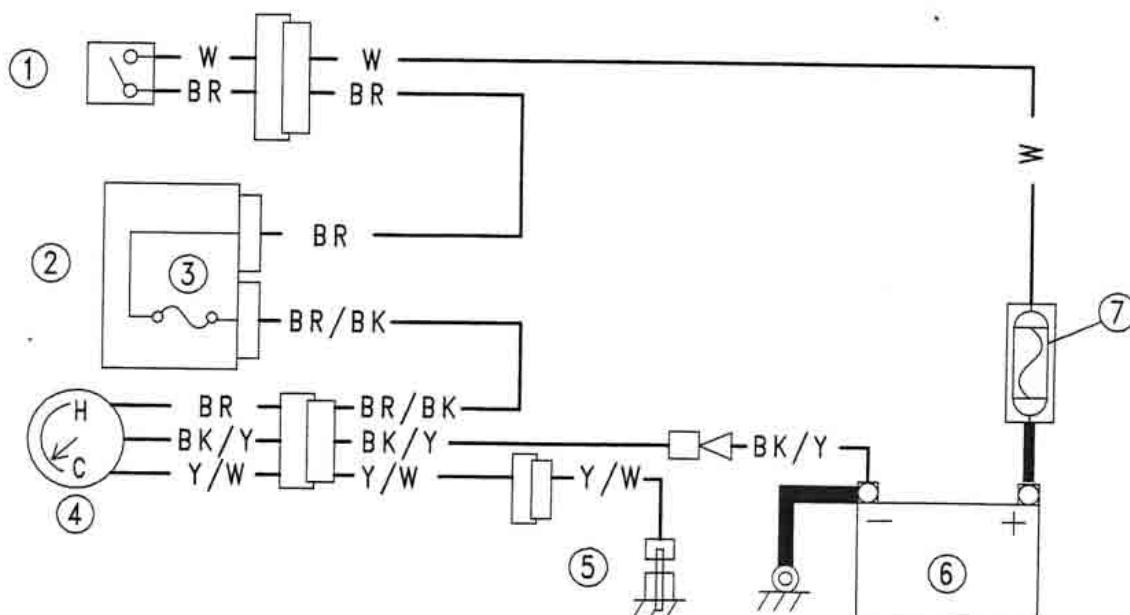 1 W W
BR BR
W
2 BR
3
BR/BK
7
H BR BR/BK
BK/Y BK/Y BK/Y
C Y/W Y/W Y/W
4
5 - + 6